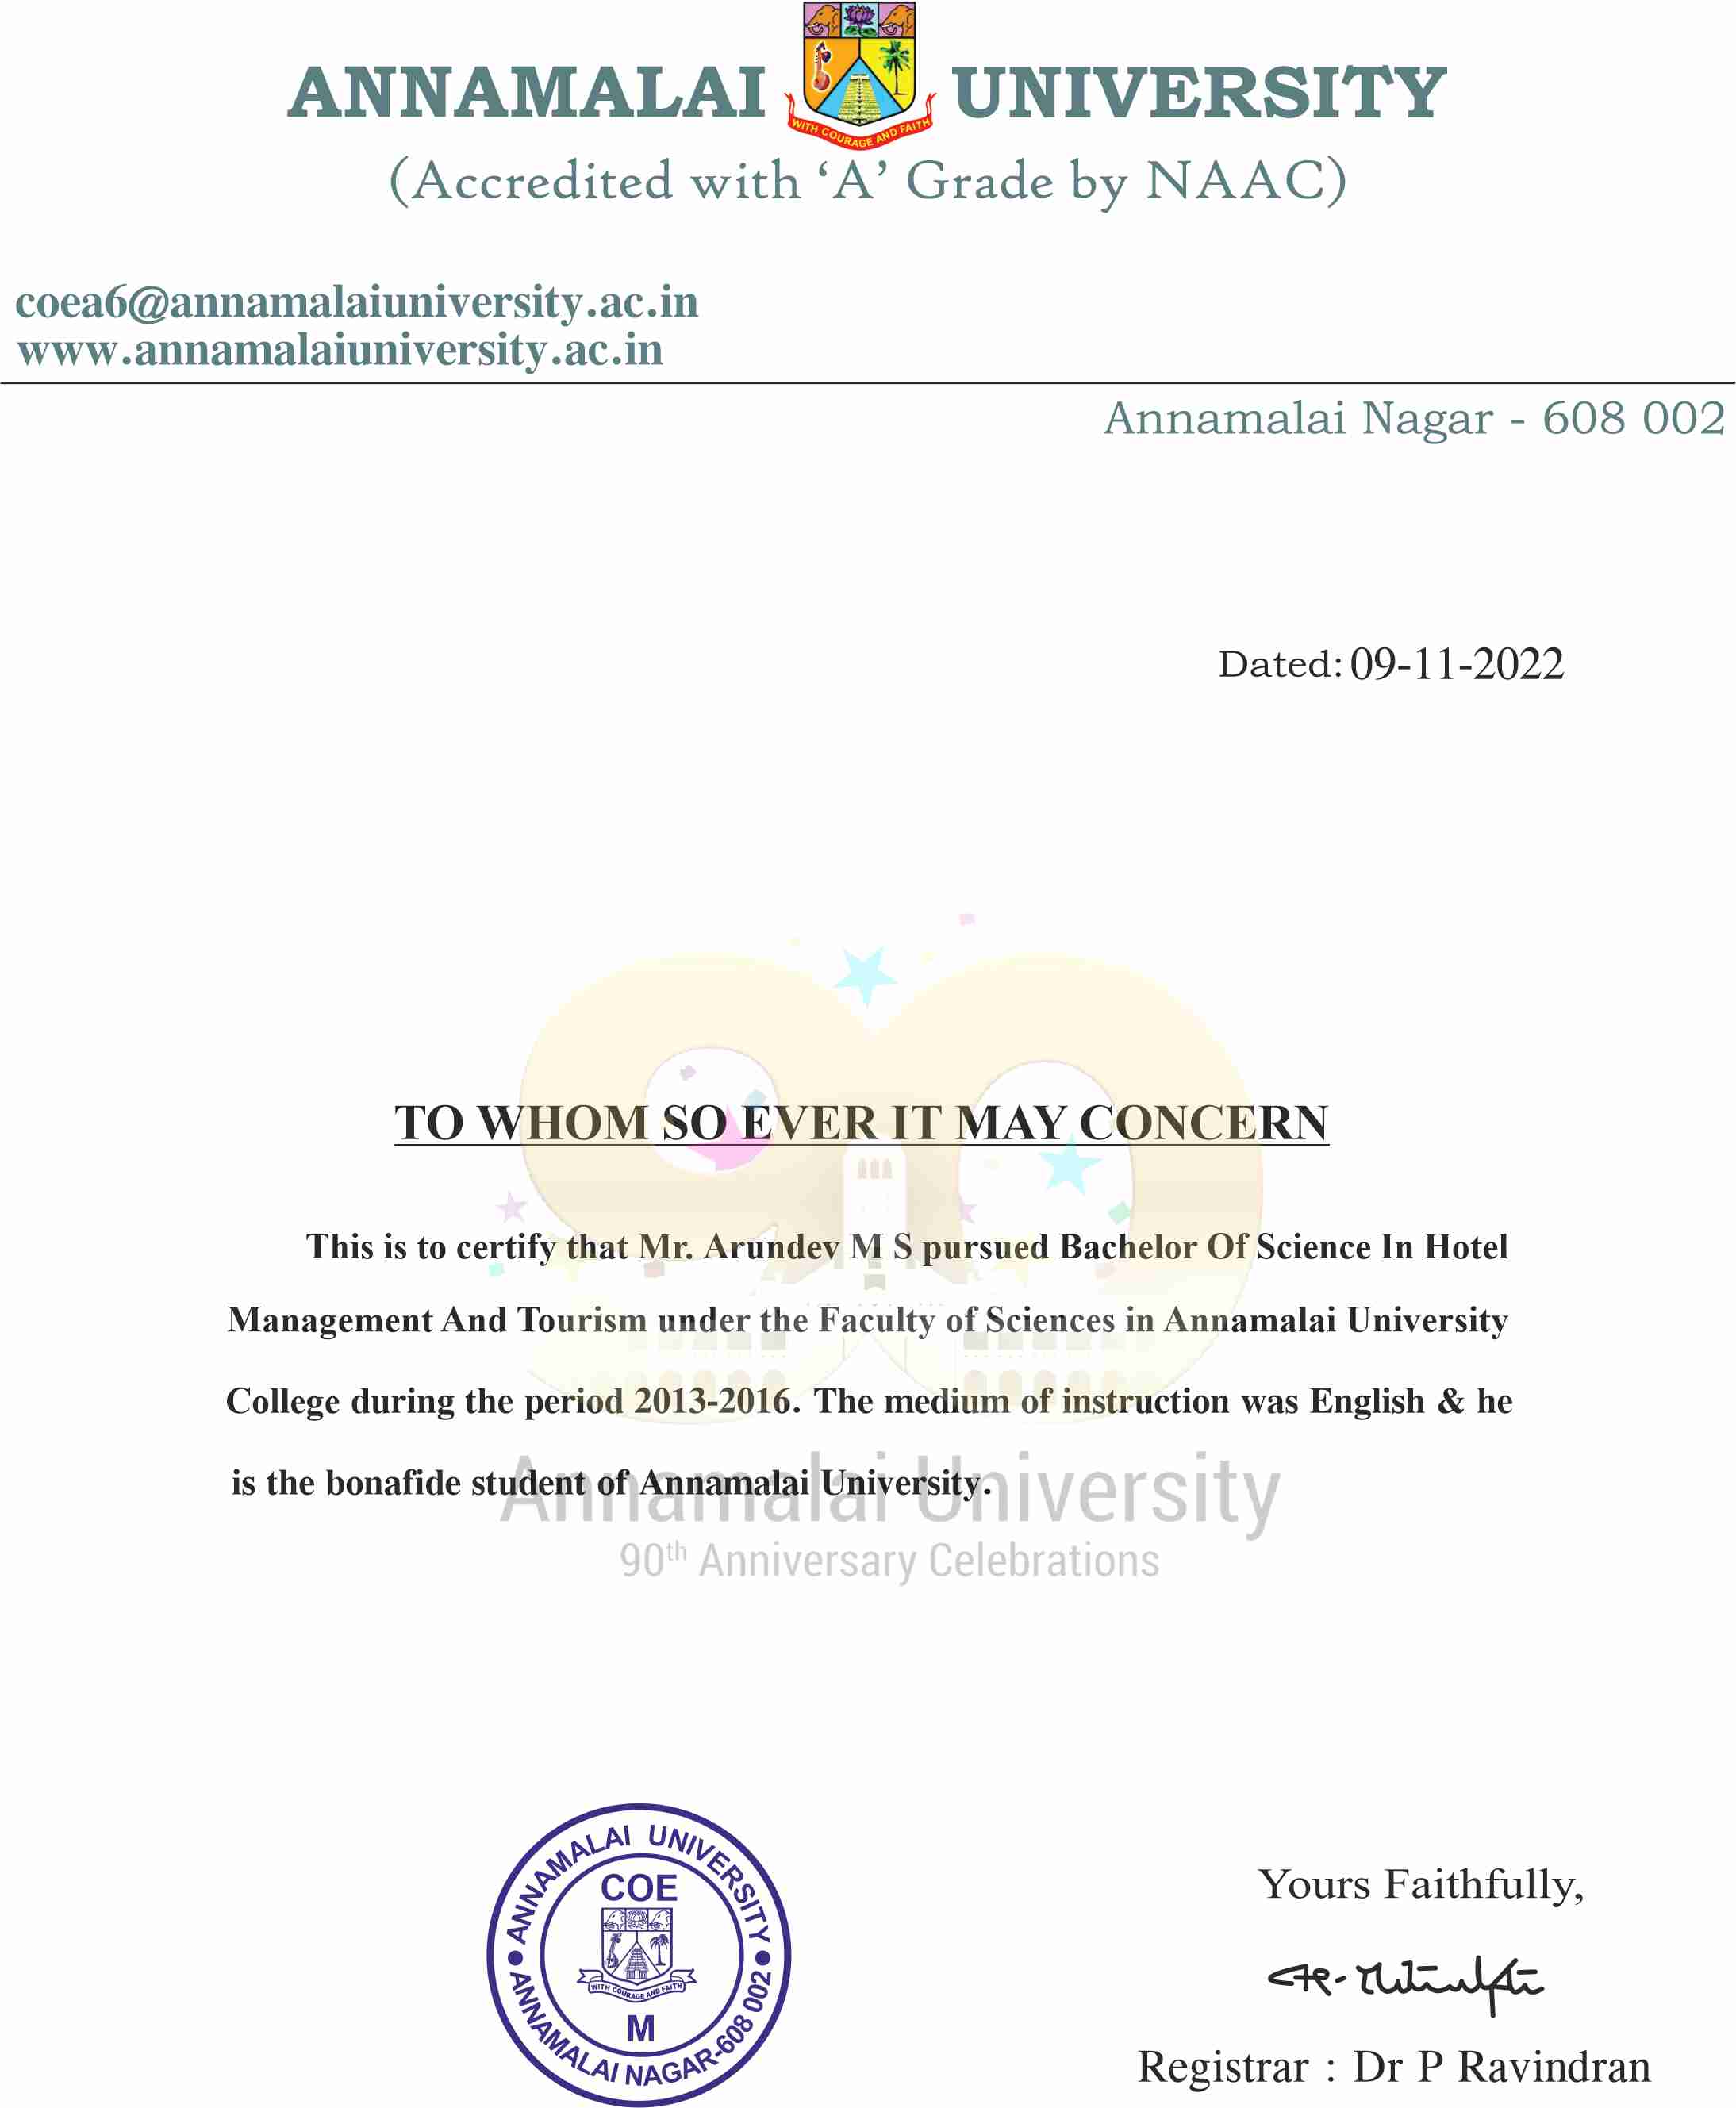 ANNAMALAI UNIVERSITY
WITH COURAGE AND FAITH
(Accredited with ‘A’ Grade by NAAC)
coea6@annamalaiuniversity.ac.in
www.annamalaiuniversity.ac.in
Annamalai Nagar - 608 002
Dated: 09-11-2022
90
TO WHOM SO EVER IT MAY CONCERN
This is to certify that Mr. Arundev M S pursued Bachelor Of Science In Hotel
Management And Tourism under the Faculty of Sciences in Annamalai University
College during the period 2013-2016. The medium of instruction was English & he
is the bonafide student of Annamalai University.
Annamalai University
90th Anniversary Celebrations
ANNAMALAI UNIVERSITY
COE
WITH COURAGE AND FAITH
M
ANNAMALAI NAGAR-608 002
Yours Faithfully,
Registrar : Dr P Ravindran